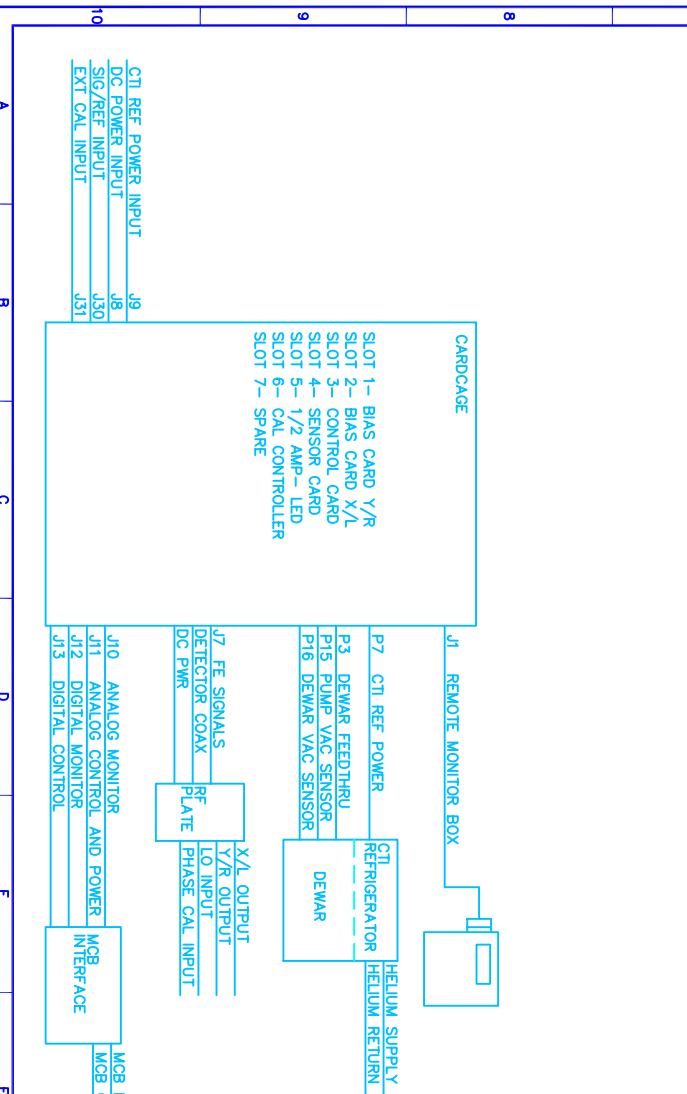 10
9
8
A
B
C
D
E
F
CTI REF POWER INPUT
DC POWER INPUT
SIG/REF INPUT
EXT CAL INPUT
J9
J8
J30
J31
CARDCAGE
SLOT 1- BIAS CARD Y/R
SLOT 2- BIAS CARD X/L
SLOT 3- CONTROL CARD
SLOT 4- SENSOR CARD
SLOT 5- 1/2 AMP- LED
SLOT 6- CAL CONTROLLER
SLOT 7- SPARE
J1 REMOTE MONITOR BOX
P7 CTI REF POWER
P3 DEWAR FEEDTHRU
P15 PUMP VAC SENSOR
P16 DEWAR VAC SENSOR
CTI
REFRIGERATOR
DEWAR
HELIUM SUPPLY
HELIUM RETURN
J7 FE SIGNALS
DETECTOR COAX
DC PWR
RF
PLATE
X/L OUTPUT
Y/R OUTPUT
LO INPUT
PHASE CAL INPUT
J10 ANALOG MONITOR
J11 ANALOG CONTROL AND POWER
J12 DIGITAL MONITOR
J13 DIGITAL CONTROL
MCB
INTERFACE
MCB
MCB